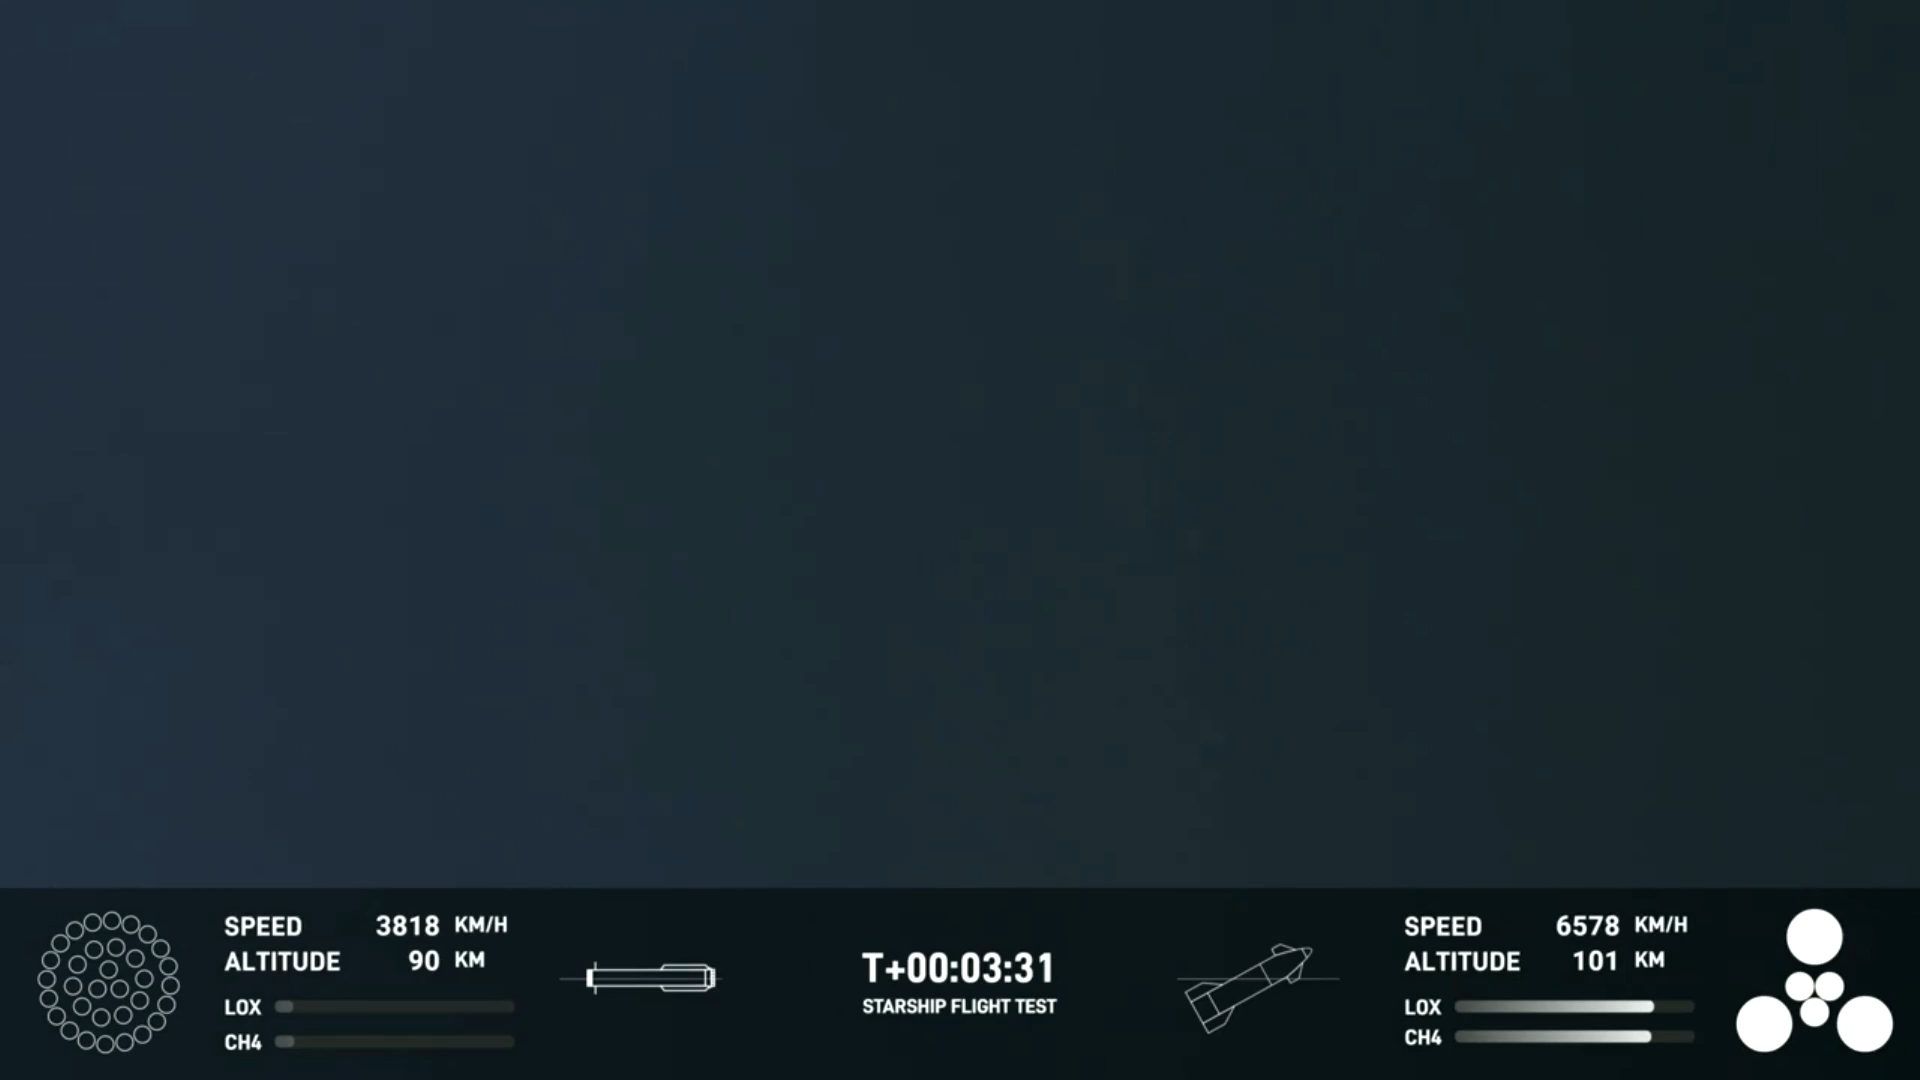 SPEED 3818 KM/H
ALTITUDE 90 KM
LOX
CH4
T+00:03:31
STARSHIP FLIGHT TEST
SPEED 6578 KM/H
ALTITUDE 101 KM
LOX
CH4